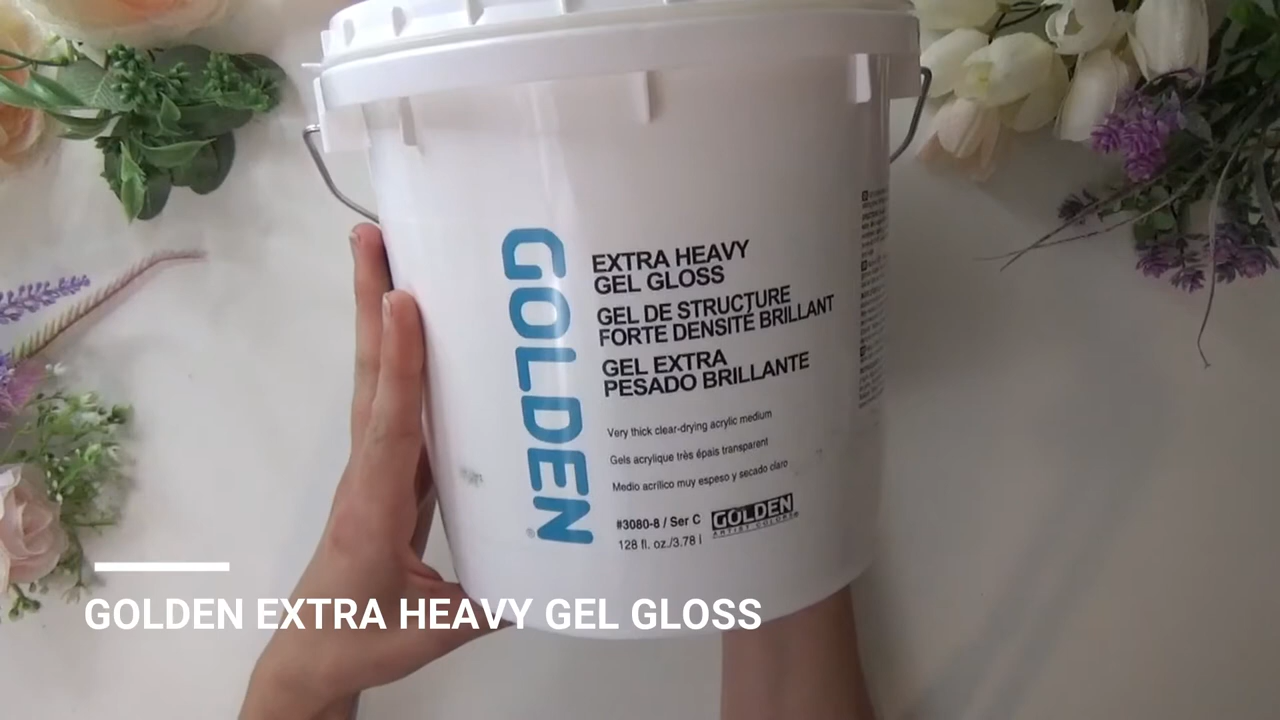 GOLDEN®
EXTRA HEAVY
GEL GLOSS
GEL DE STRUCTURE
FORTE DENSITÉ BRILLANT
GEL EXTRA
PESADO BRILLANTE
Very thick clear-drying acrylic medium
Gels acrylique très épais transparent
Medio acrílico muy espeso y secado claro
#3080-8 / Ser C
128 fl. oz./3.78 l
GOLDEN
ARTIST COLORS®
GOLDEN EXTRA HEAVY GEL GLOSS